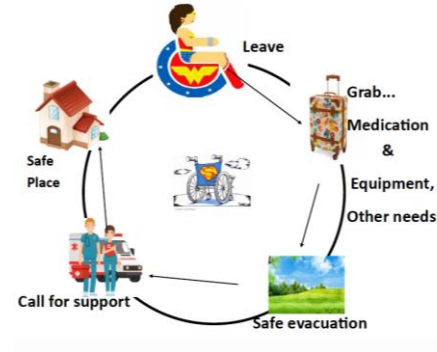 Leave
Grab...
Medication
&
Equipment,
Other needs
Safe evacuation
Call for support
Safe
Place